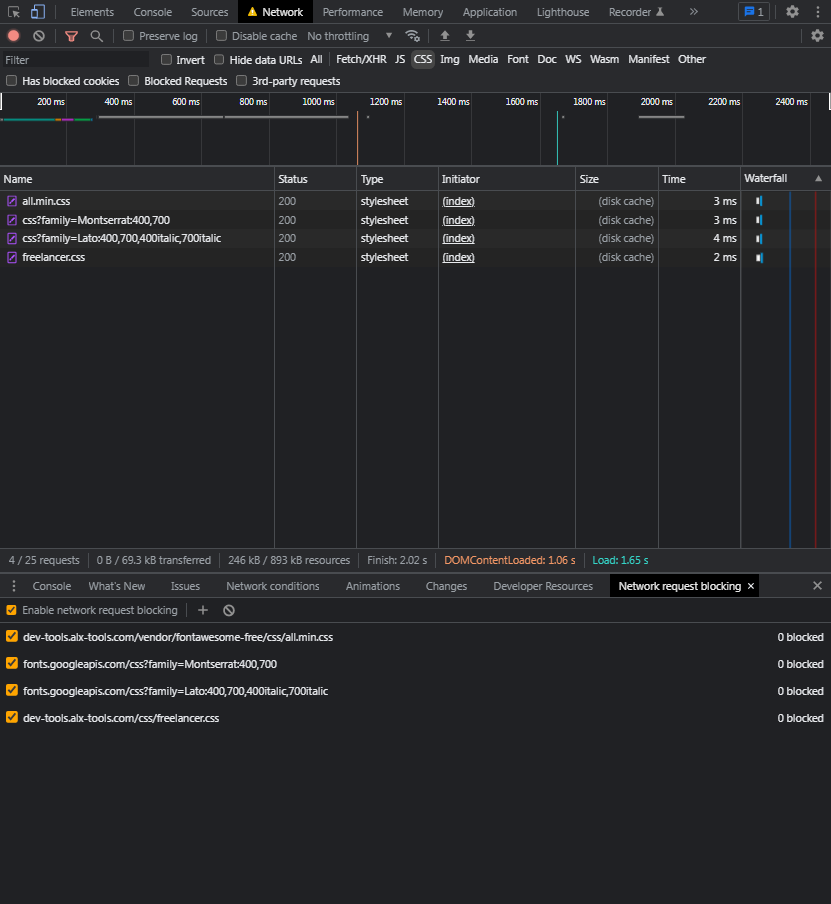 Elements Console Sources Network Performance Memory Application Lighthouse Recorder » 1
Preserve log Disable cache No throttling
Filter Invert Hide data URLs All Fetch/XHR JS CSS Img Media Font Doc WS Wasm Manifest Other
Has blocked cookies Blocked Requests 3rd-party requests
200 ms 400 ms 600 ms 800 ms 1000 ms 1200 ms 1400 ms 1600 ms 1800 ms 2000 ms 2200 ms 2400 ms
Name Status Type Initiator Size Time Waterfall
all.min.css 200 stylesheet (index) (disk cache) 3 ms
css?family=Montserrat:400,700 200 stylesheet (index) (disk cache) 3 ms
css?family=Lato:400,700,400italic,700italic 200 stylesheet (index) (disk cache) 4 ms
freelancer.css 200 stylesheet (index) (disk cache) 2 ms
4 / 25 requests 0 B / 69.3 kB transferred 246 kB / 893 kB resources Finish: 2.02 s DOMContentLoaded: 1.06 s Load: 1.65 s
Console What's New Issues Network conditions Animations Changes Developer Resources Network request blocking
Enable network request blocking
dev-tools.alx-tools.com/vendor/fontawesome-free/css/all.min.css 0 blocked
fonts.googleapis.com/css?family=Montserrat:400,700 0 blocked
fonts.googleapis.com/css?family=Lato:400,700,400italic,700italic 0 blocked
dev-tools.alx-tools.com/css/freelancer.css 0 blocked